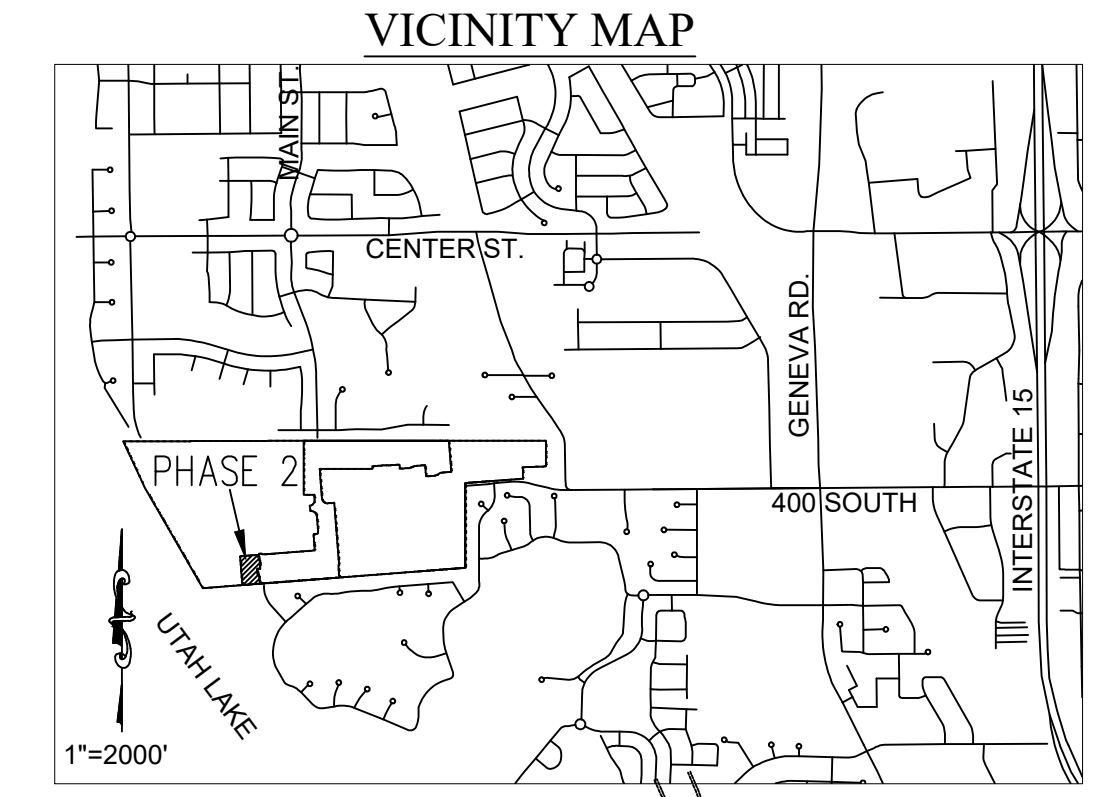 VICINITY MAP
MAIN ST.
CENTER ST.
GENEVA RD.
INTERSTATE 15
PHASE 2
400 SOUTH
UTAH LAKE
1"=2000'